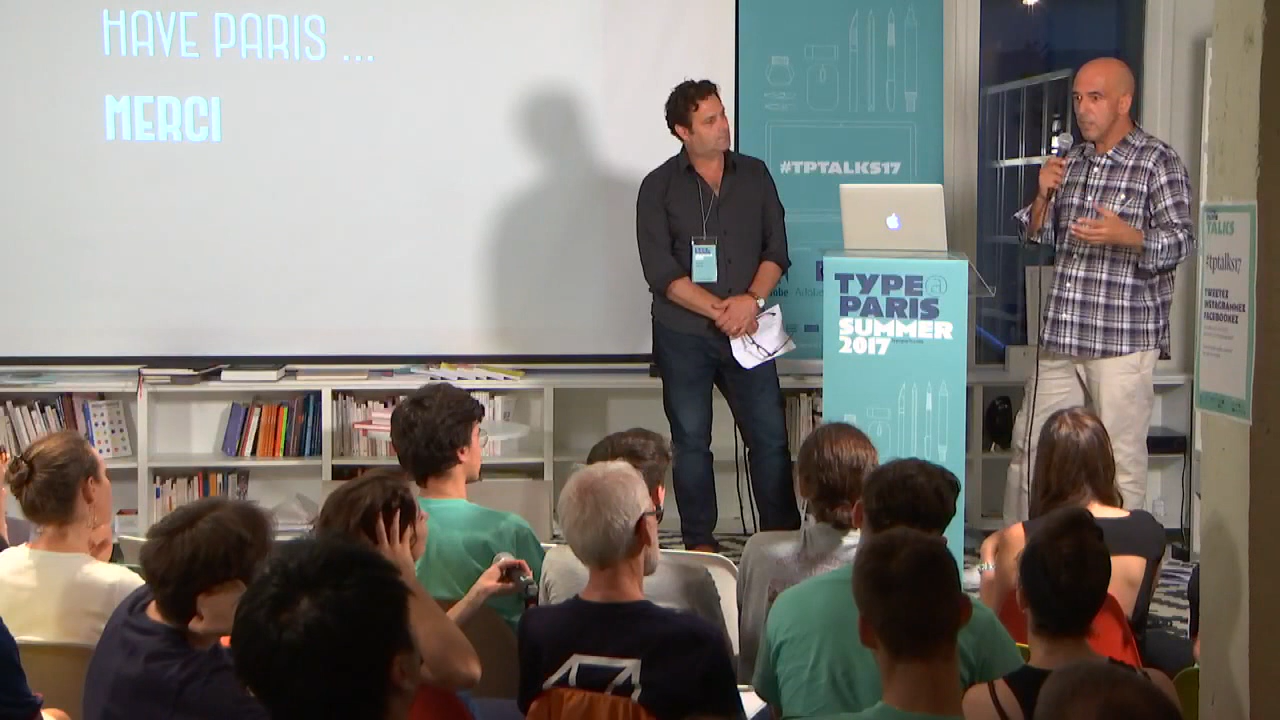 HAVE PARIS ...
MERCI
#TPTALKS17
TYPE@
PARIS
SUMMER
2017
TALKS
#tptalks17
TWEETEZ
INSTAGRAMMEZ
FACEBOOKEZ